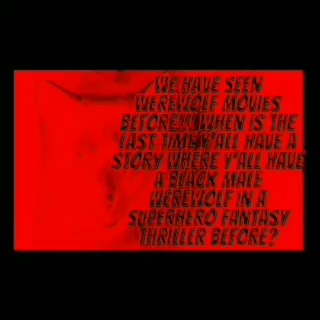 WE HAVE SEEN
WEREWOLF MOVIES
BEFORE!!! WHEN IS THE
LAST TIME Y'ALL HAVE A
STORY WHERE Y'ALL HAVE
A BLACK MALE
WEREWOLF IN A
SUPERHERO FANTASY
THRILLER BEFORE?